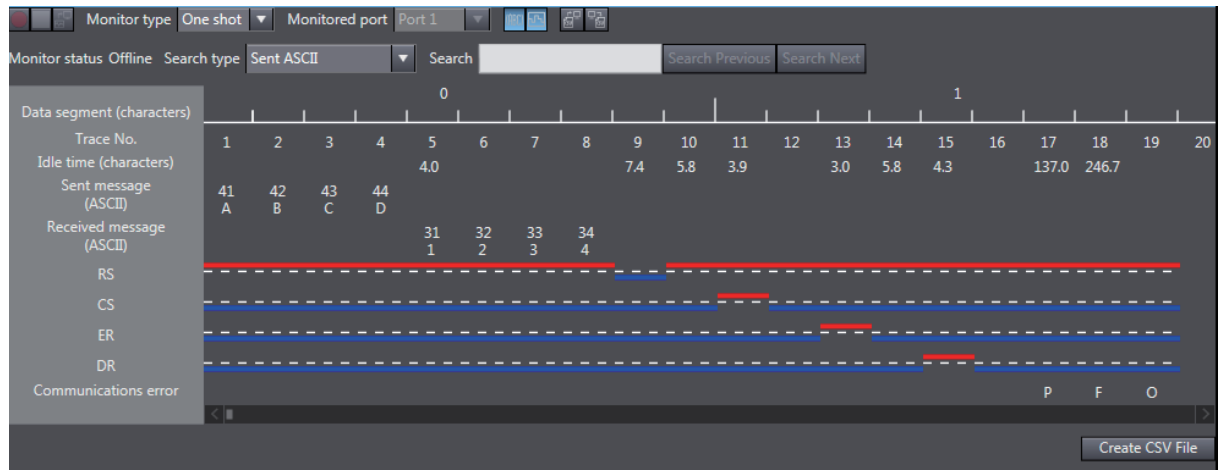 Monitor type One shot Monitored port Port 1
Monitor status Offline Search type Sent ASCII Search Search Previous Search Next
0 1
Data segment (characters)
Trace No. 1 2 3 4 5 6 7 8 9 10 11 12 13 14 15 16 17 18 19 20
Idle time (characters) 4.0 7.4 5.8 3.9 3.0 5.8 4.3 137.0 246.7
Sent message 41 42 43 44
(ASCII) A B C D
Received message 31 32 33 34
(ASCII) 1 2 3 4
RS
CS
ER
DR
Communications error P F O
Create CSV File